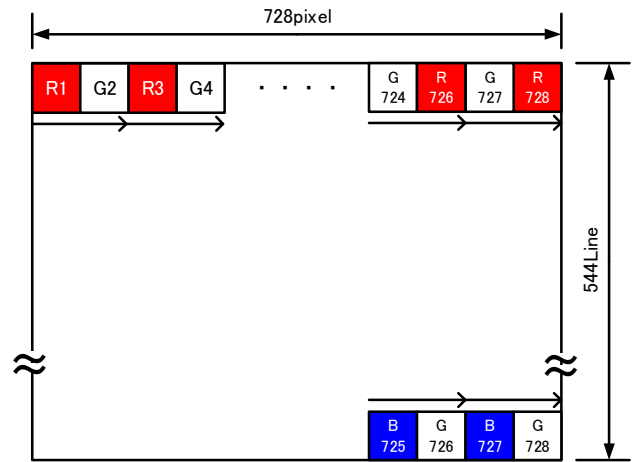 728pixel
R1 G2 R3 G4 · · · · G 724 R 726 G 727 R 728
544Line
B 725 G 726 B 727 G 728